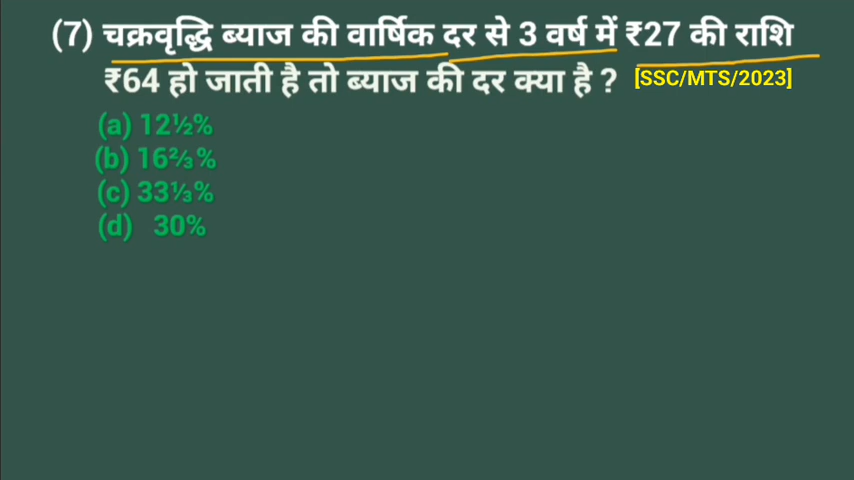 (7) चक्रवृद्धि ब्याज की वार्षिक दर से 3 वर्ष में ₹27 की राशि
₹64 हो जाती है तो ब्याज की दर क्या है ? [SSC/MTS/2023]
(a) 12½%
(b) 16⅔%
(c) 33⅓%
(d) 30%